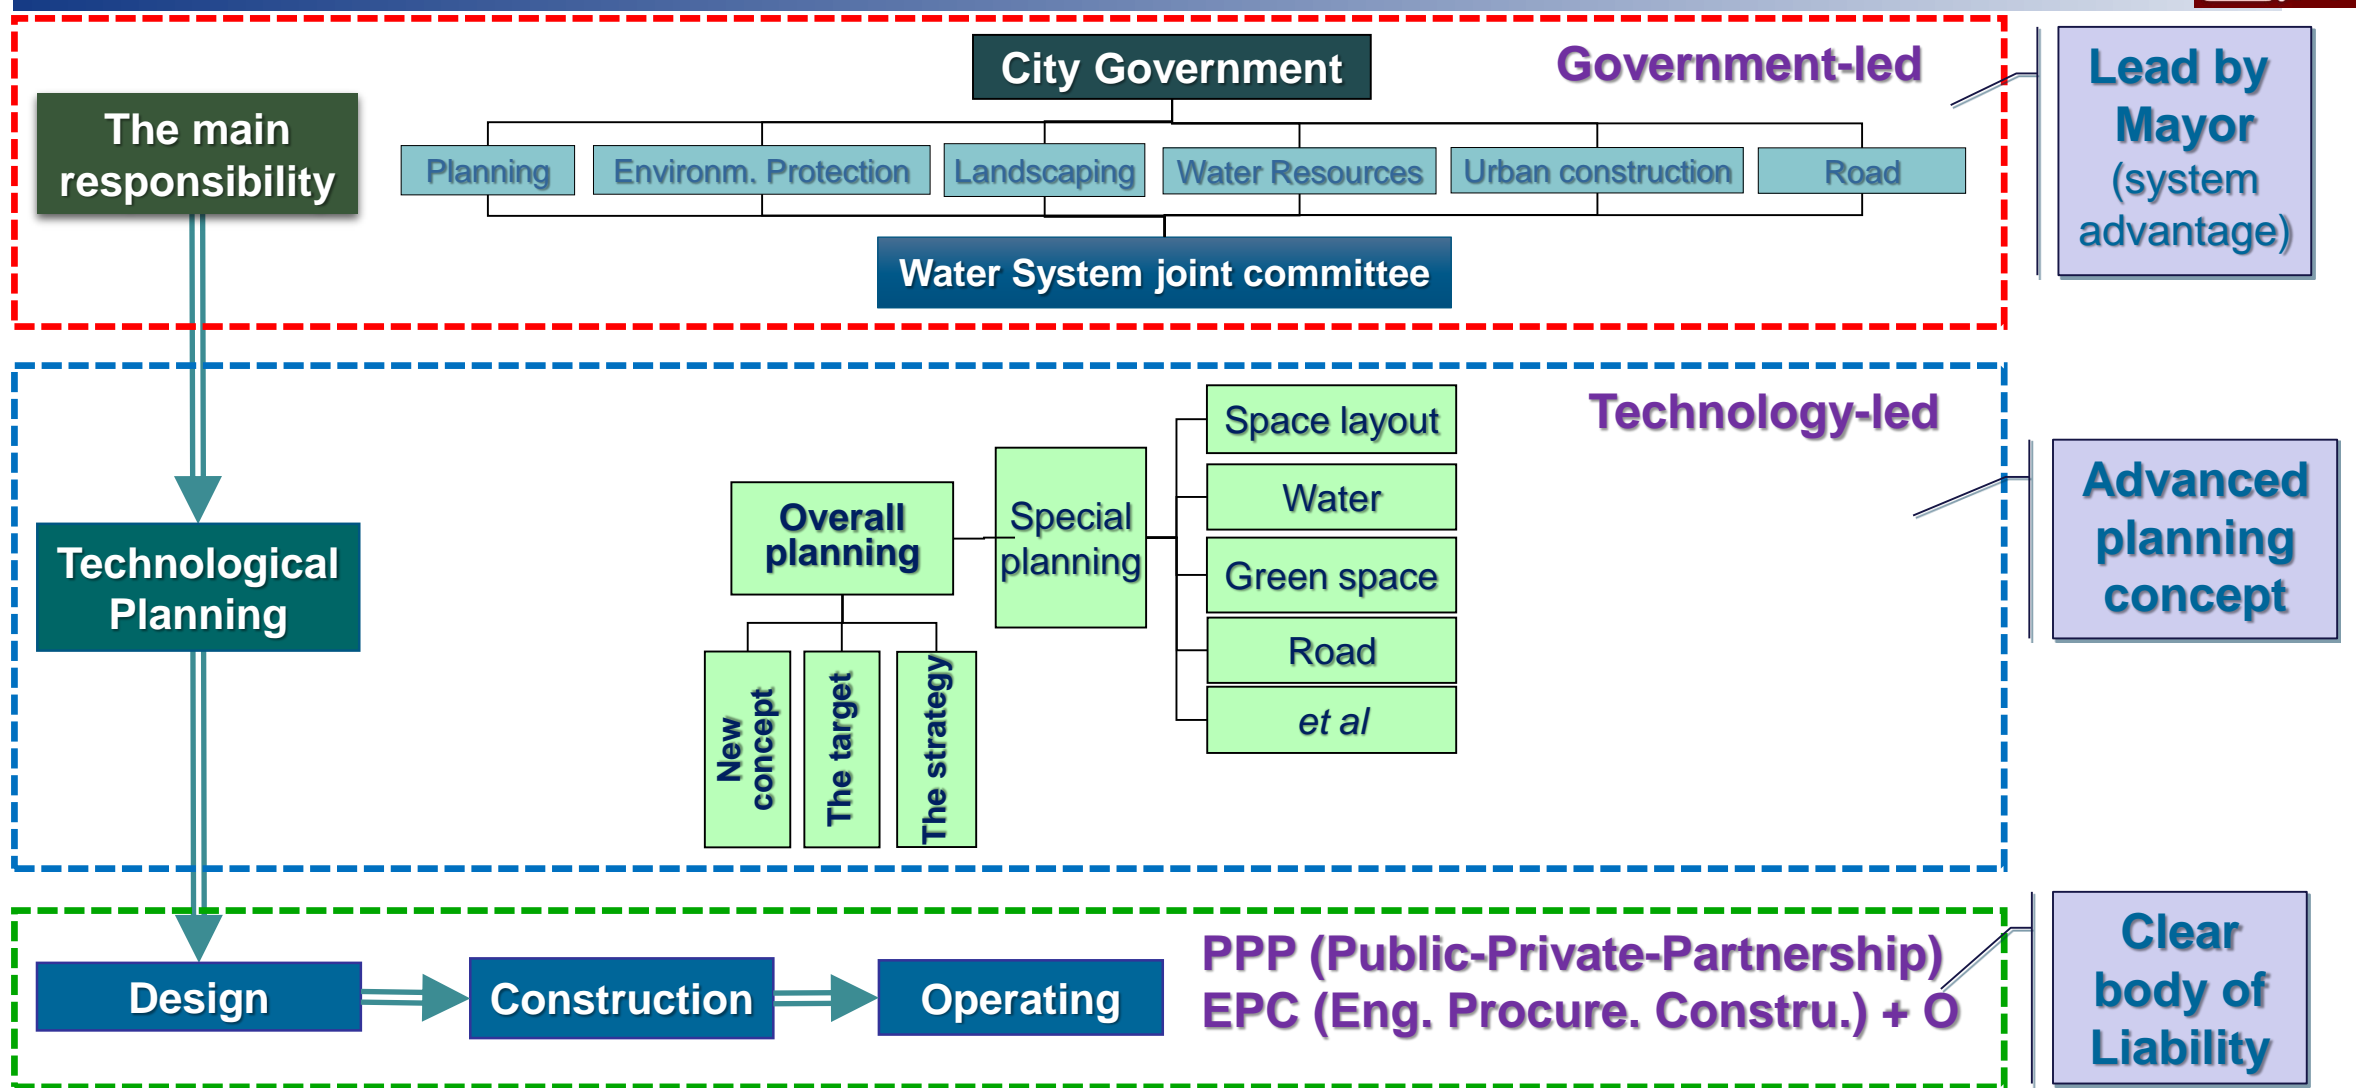 City Government
Government-led
Lead by
Mayor
(system
advantage)
The main
responsibility
Planning
Environm. Protection
Landscaping
Water Resources
Urban construction
Road
Water System joint committee
Technology-led
Space layout
Water
Green space
Road
et al
Special
planning
Overall
planning
New
concept
The target
The strategy
Technological
Planning
Advanced
planning
concept
Design
Construction
Operating
PPP (Public-Private-Partnership)
EPC (Eng. Procure. Constru.) + O
Clear
body of
Liability